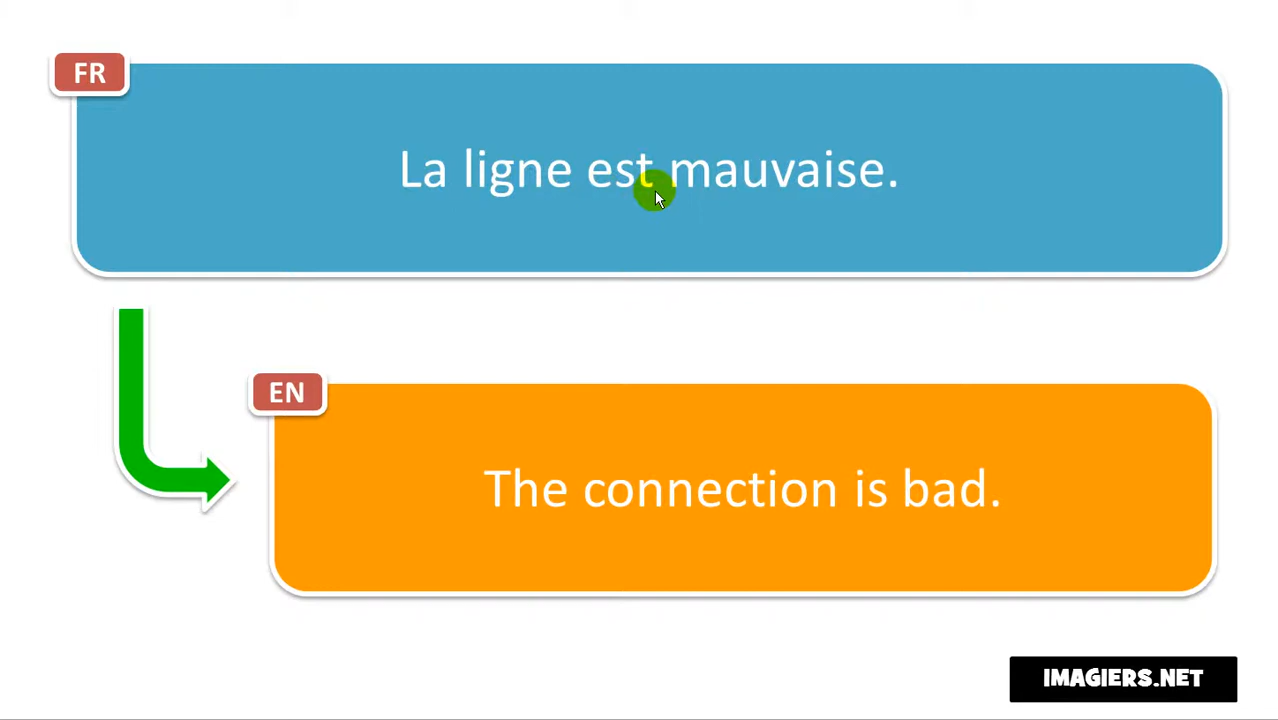 FR
La ligne est mauvaise.
EN
The connection is bad.
IMAGIERS.NET